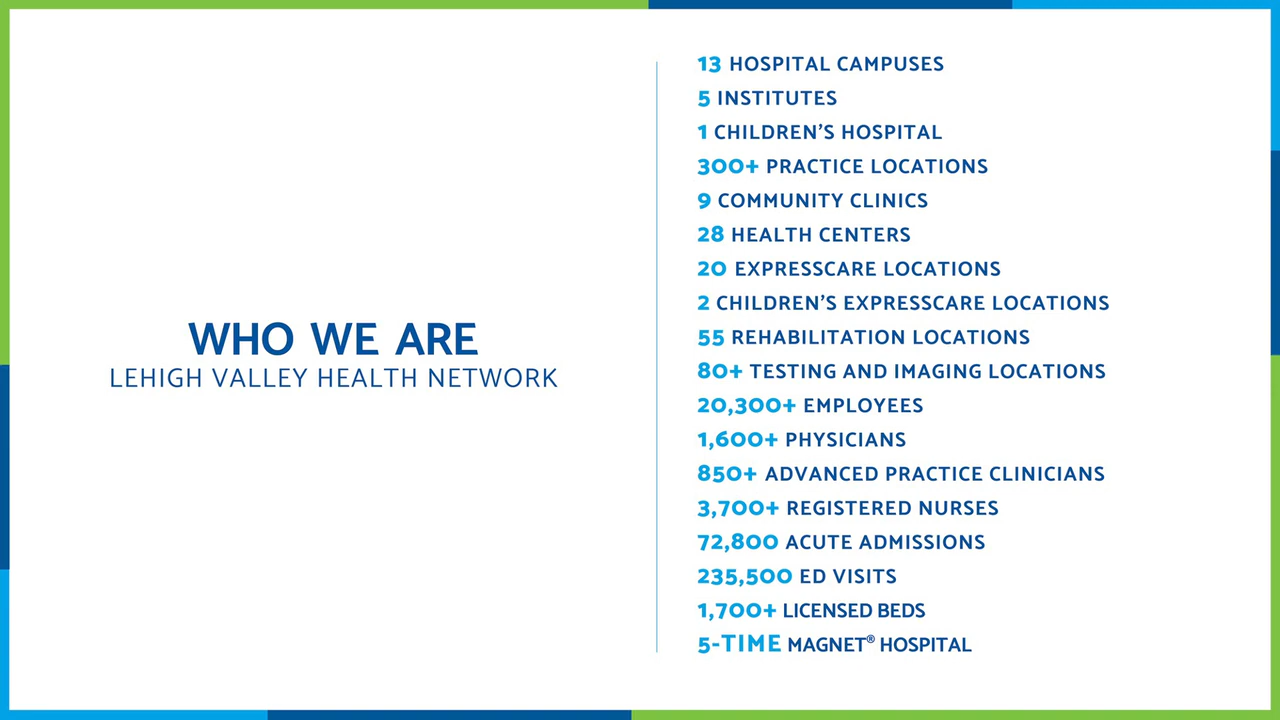 WHO WE ARE
LEHIGH VALLEY HEALTH NETWORK
13 HOSPITAL CAMPUSES
5 INSTITUTES
1 CHILDREN'S HOSPITAL
300+ PRACTICE LOCATIONS
9 COMMUNITY CLINICS
28 HEALTH CENTERS
20 EXPRESSCARE LOCATIONS
2 CHILDREN'S EXPRESSCARE LOCATIONS
55 REHABILITATION LOCATIONS
80+ TESTING AND IMAGING LOCATIONS
20,300+ EMPLOYEES
1,600+ PHYSICIANS
850+ ADVANCED PRACTICE CLINICIANS
3,700+ REGISTERED NURSES
72,800 ACUTE ADMISSIONS
235,500 ED VISITS
1,700+ LICENSED BEDS
5-TIME MAGNET® HOSPITAL